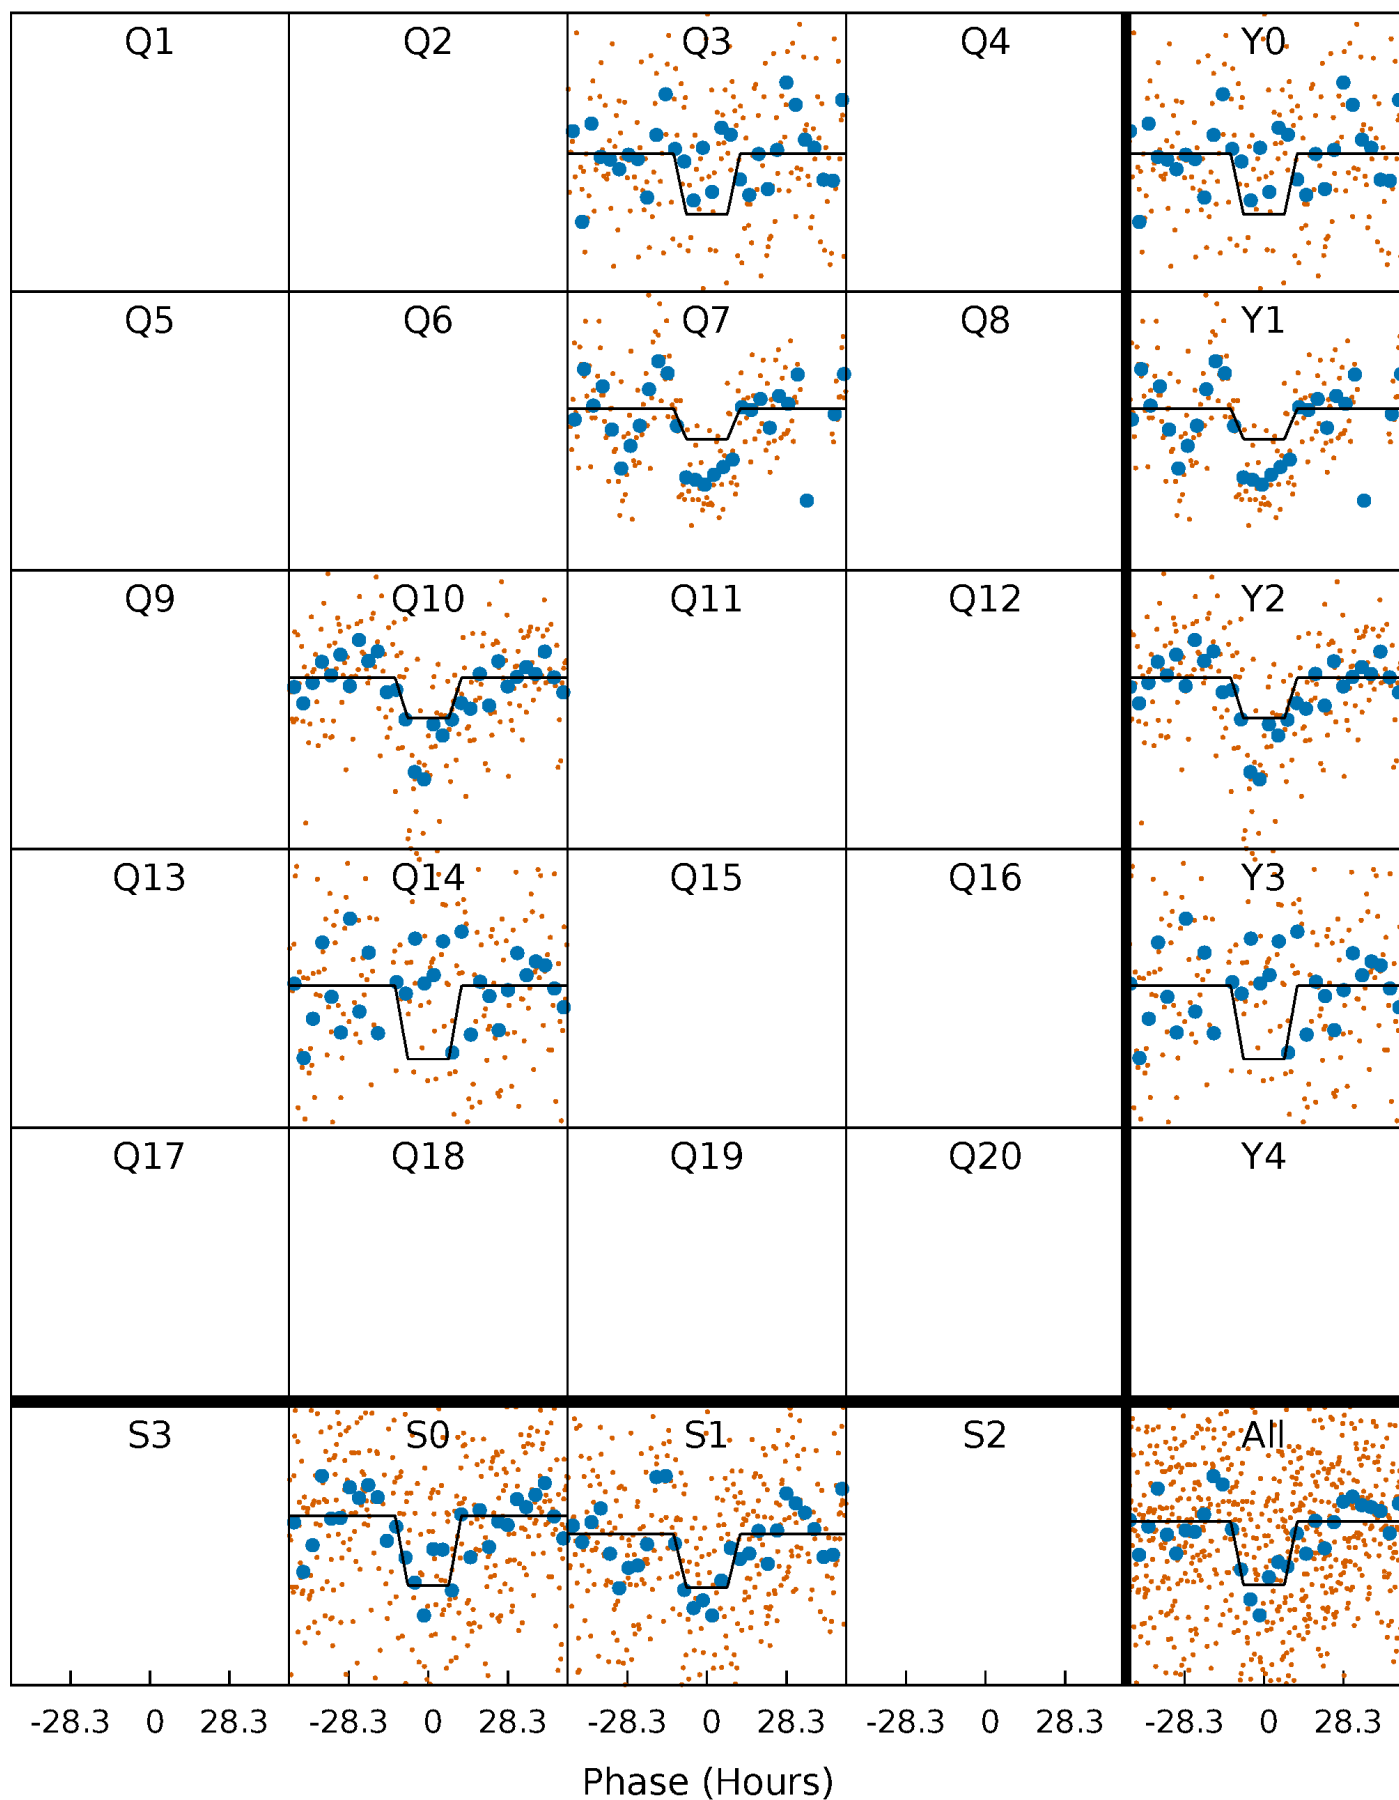 Q1 Q2 Q3 Q4 Y0
Q5 Q6 Q7 Q8 Y1
Q9 Q10 Q11 Q12 Y2
Q13 Q14 Q15 Q16 Y3
Q17 Q18 Q19 Q20 Y4
S3 S0 S1 S2 All
-28.3 0 28.3 -28.3 0 28.3 -28.3 0 28.3 -28.3 0 28.3 -28.3 0 28.3
Phase (Hours)